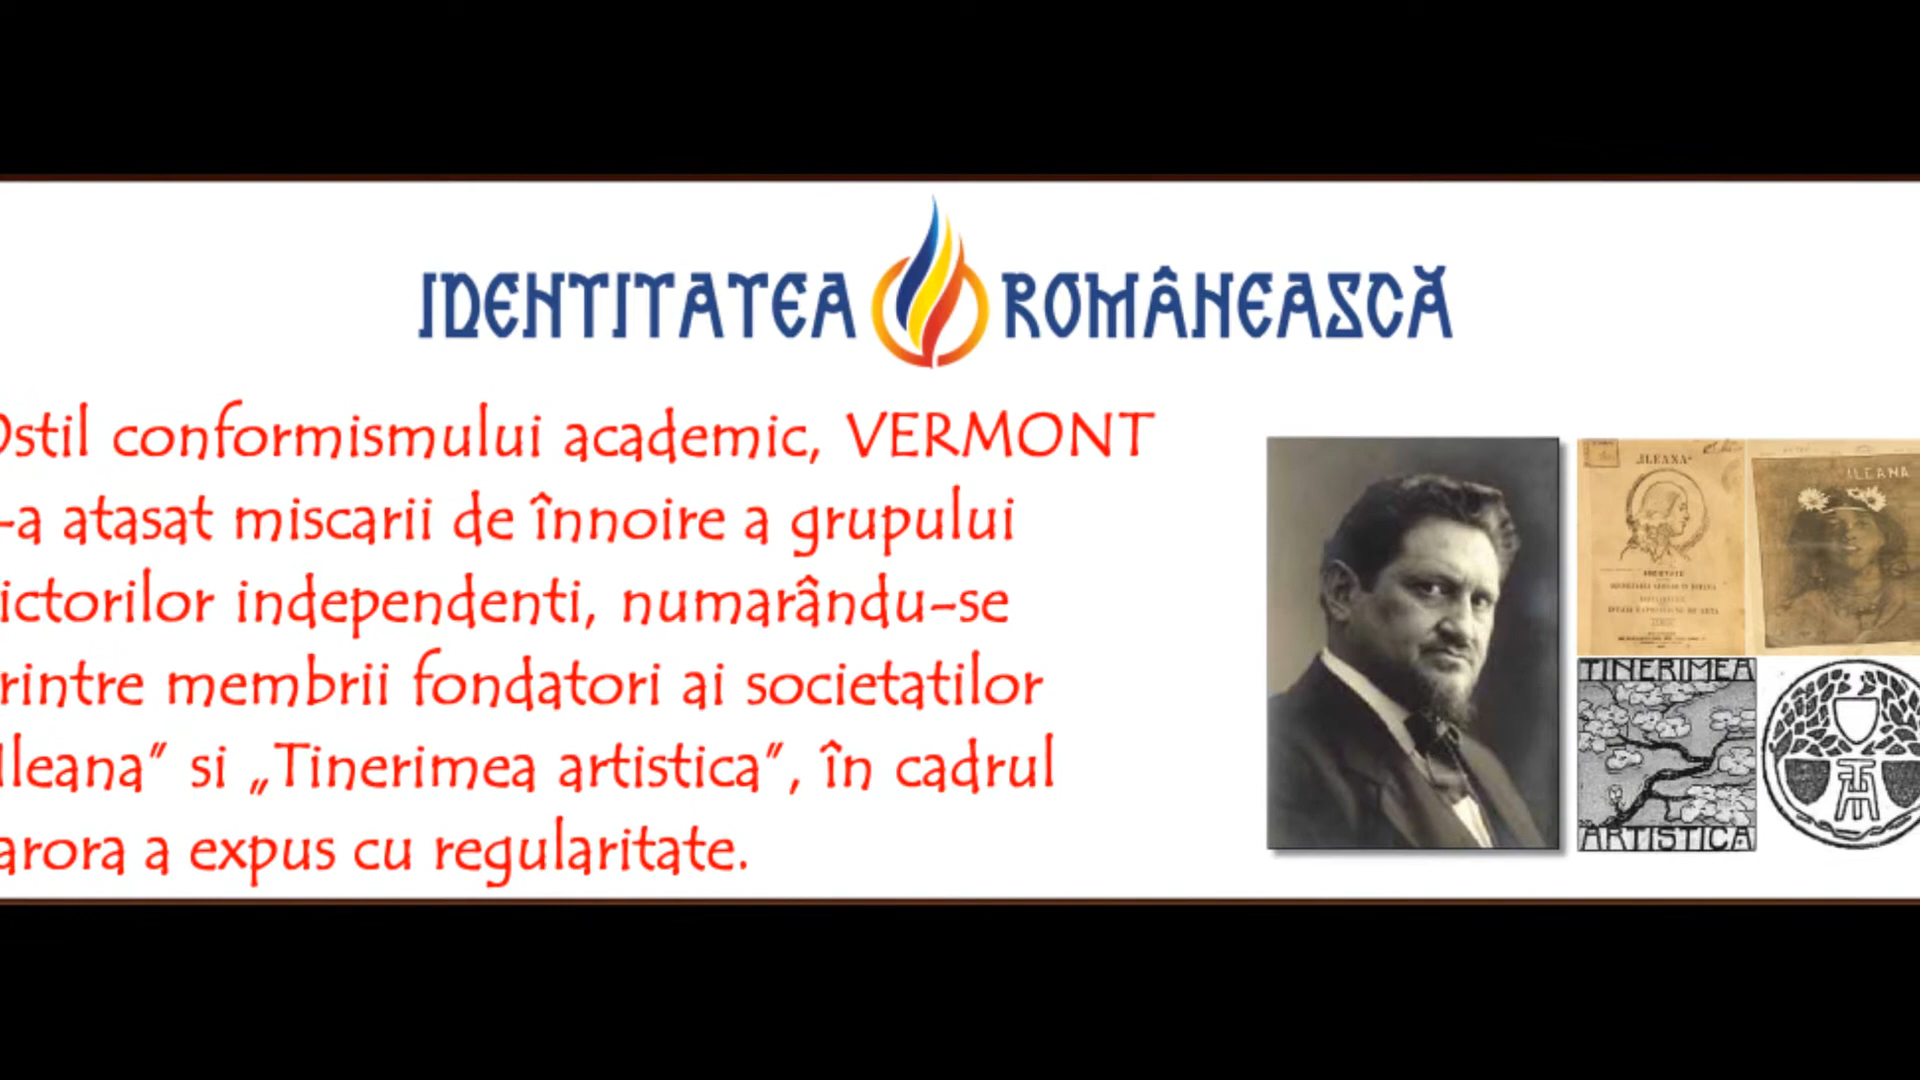 IDENTITATEA ROMÂNEASCĂ
Ostil conformismului academic, VERMONT
-a atasat miscarii de înnoire a grupului
ictorilor independenti, numarându-se
rintre membrii fondatori ai societatilor
Ileana” si „Tinerimea artistica”, în cadrul
arora a expus cu regularitate.
„ILEANA”
ILEANA
TINERIMEA
ARTISTICA